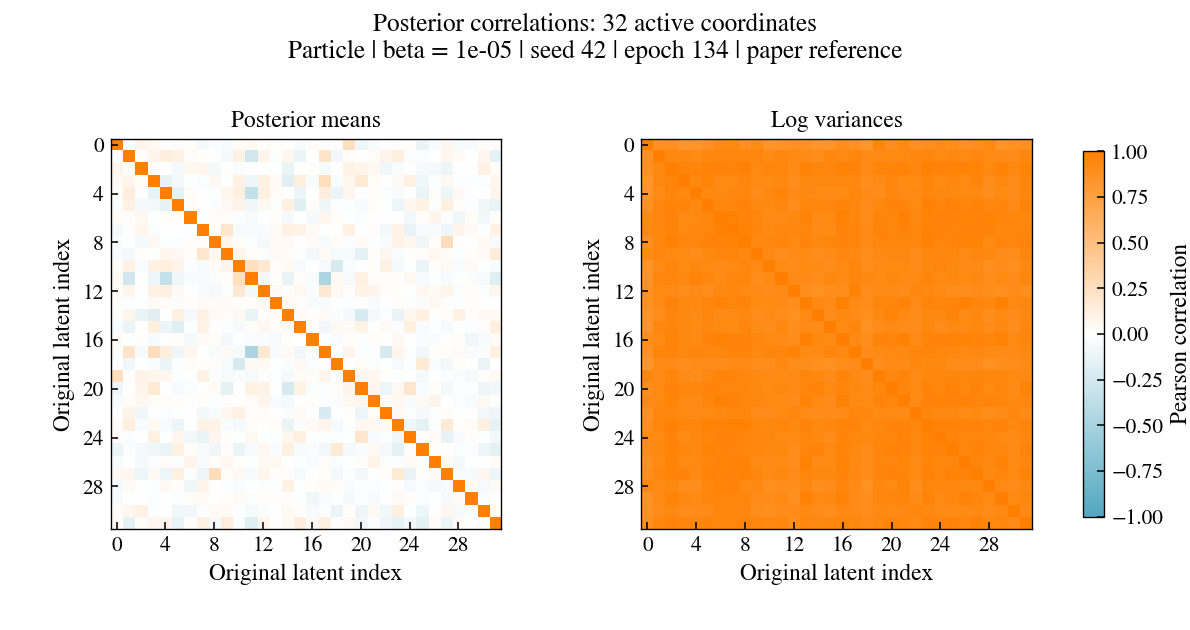 Posterior correlations: 32 active coordinates
Particle | beta = 1e-05 | seed 42 | epoch 134 | paper reference
Posterior means
Original latent index
0
4
8
12
16
20
24
28
0 4 8 12 16 20 24 28
Original latent index
Log variances
Original latent index
0
4
8
12
16
20
24
28
0 4 8 12 16 20 24 28
Original latent index
1.00
0.75
0.50
0.25
0.00
−0.25
−0.50
−0.75
−1.00
Pearson correlation